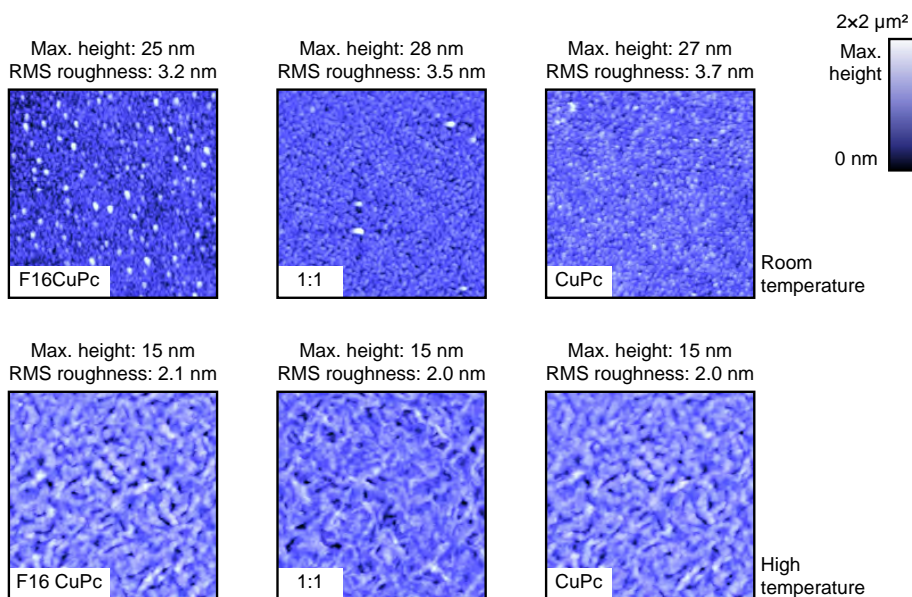 2×2 µm²
Max. height: 25 nm
RMS roughness: 3.2 nm
Max. height: 28 nm
RMS roughness: 3.5 nm
Max. height: 27 nm
RMS roughness: 3.7 nm
Max.
height
0 nm
F16CuPc
1:1
CuPc
Room
temperature
Max. height: 15 nm
RMS roughness: 2.1 nm
Max. height: 15 nm
RMS roughness: 2.0 nm
Max. height: 15 nm
RMS roughness: 2.0 nm
F16 CuPc
1:1
CuPc
High
temperature